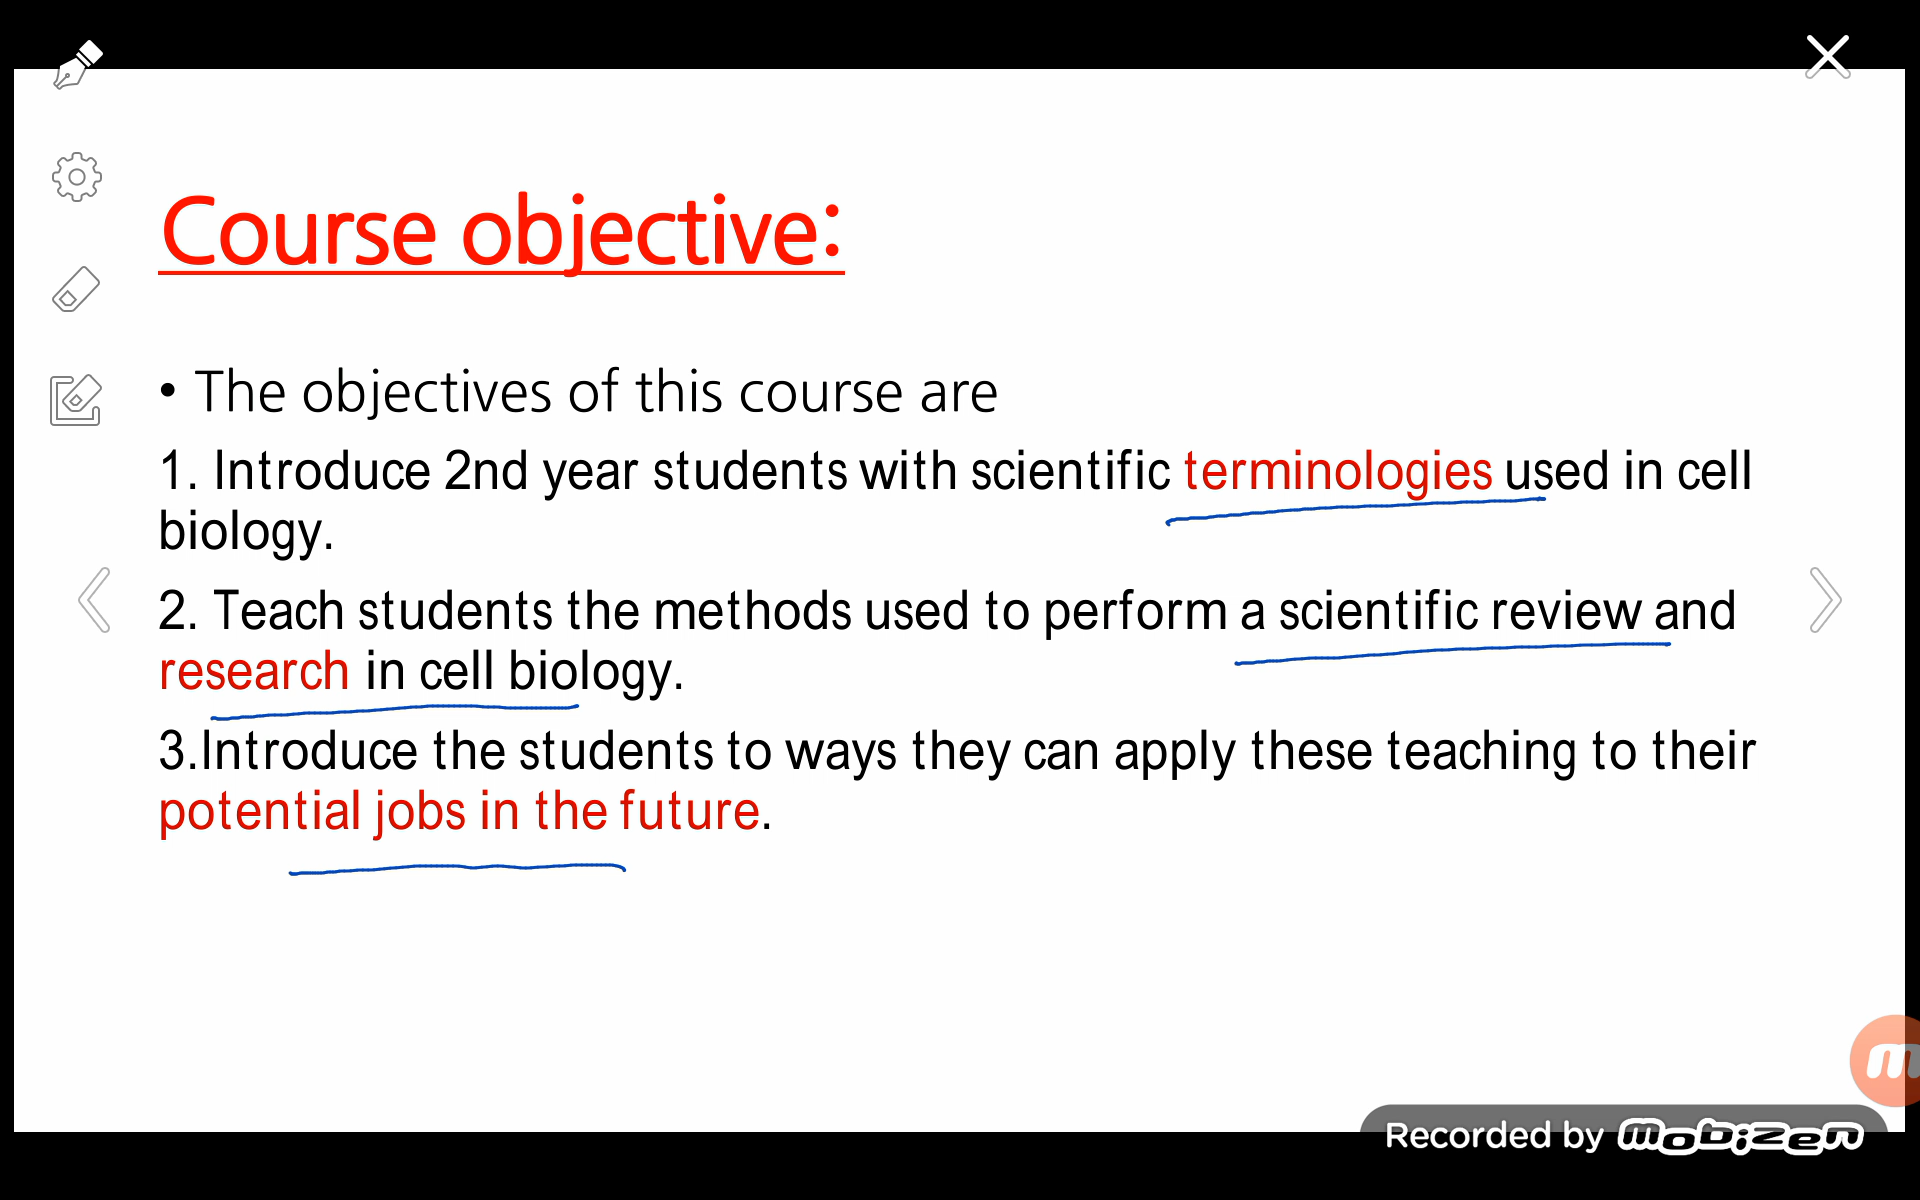 Course objective:
• The objectives of this course are
1. Introduce 2nd year students with scientific terminologies used in cell
biology.
2. Teach students the methods used to perform a scientific review and
research in cell biology.
3.Introduce the students to ways they can apply these teaching to their
potential jobs in the future.
m
Recorded by mobizen